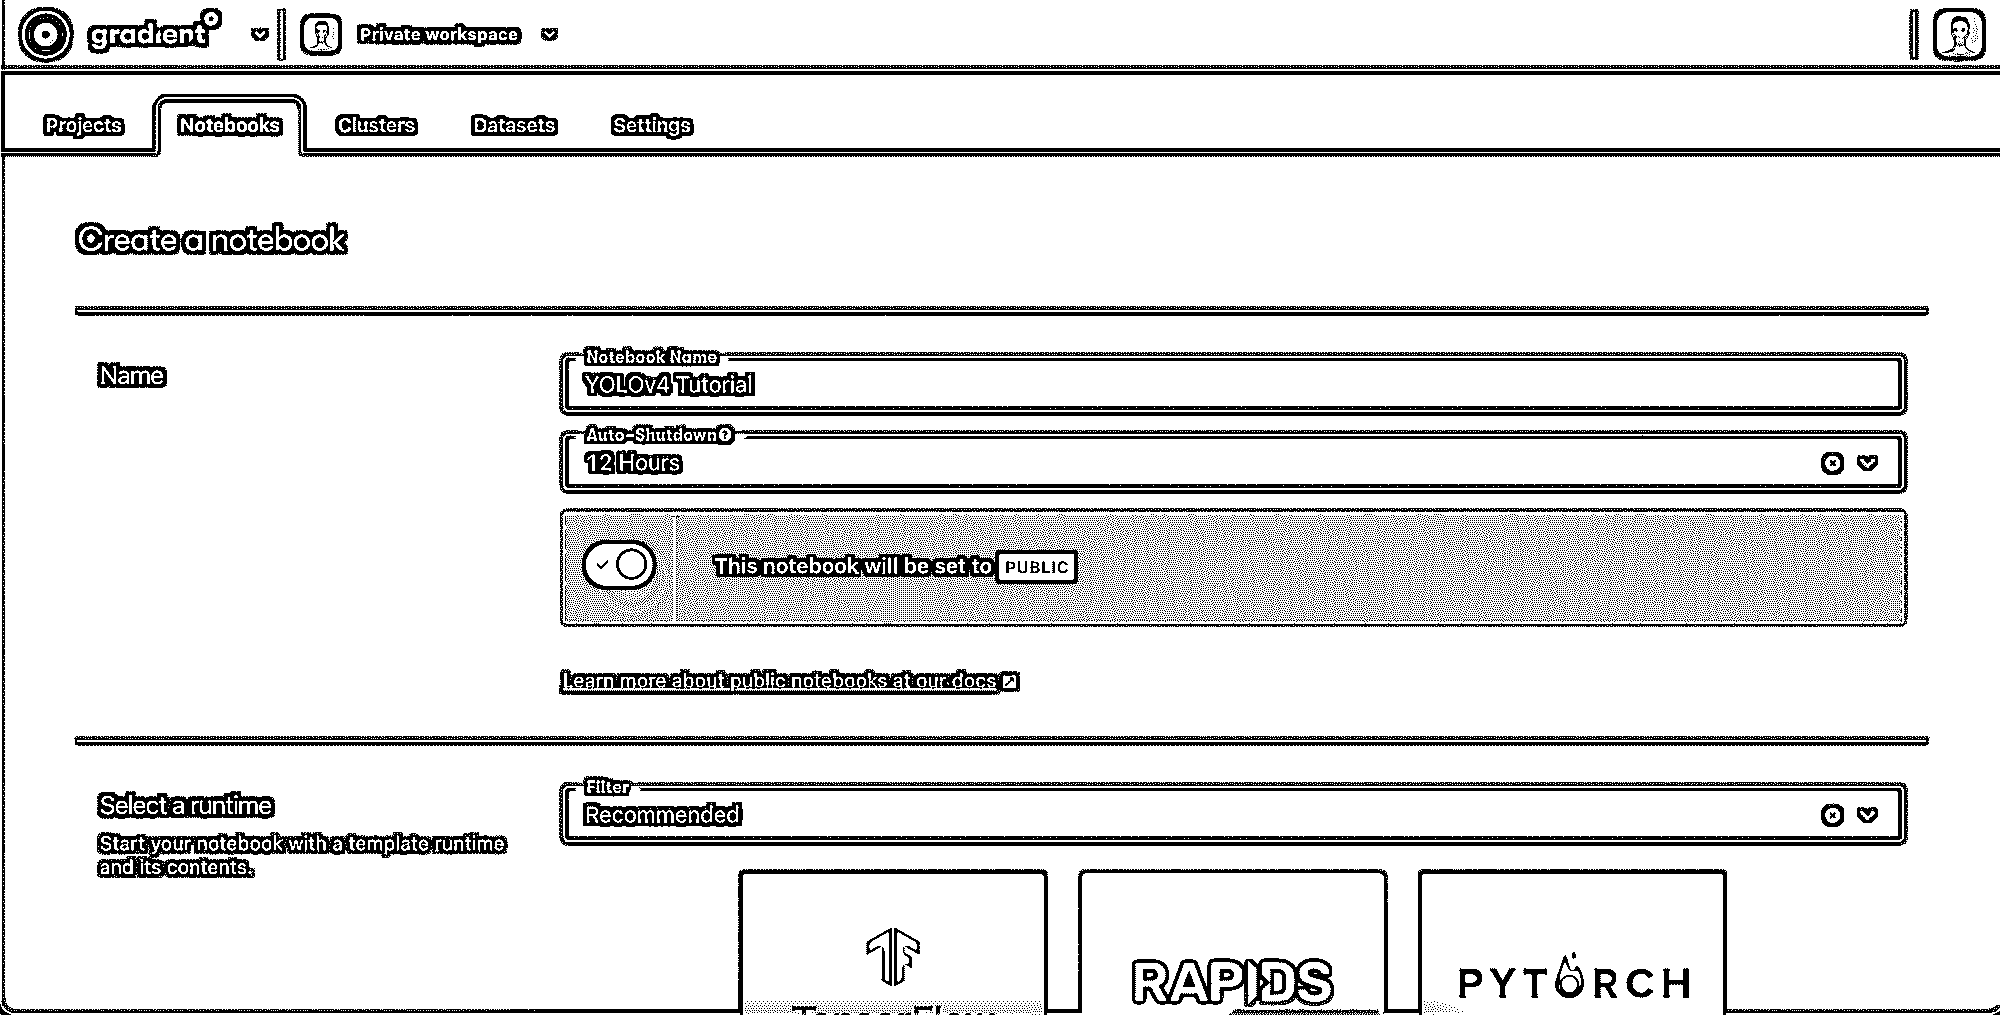 gradient
Private workspace
Projects
Notebooks
Clusters
Datasets
Settings
Create a notebook
Name
Notebook Name
YOLOv4 Tutorial
Auto-Shutdown
12 Hours
This notebook will be set to PUBLIC
Learn more about public notebooks at our docs
Select a runtime
Start your notebook with a template runtime
and its contents.
Filter
Recommended
TensorFlow
RAPIDS
PYTORCH